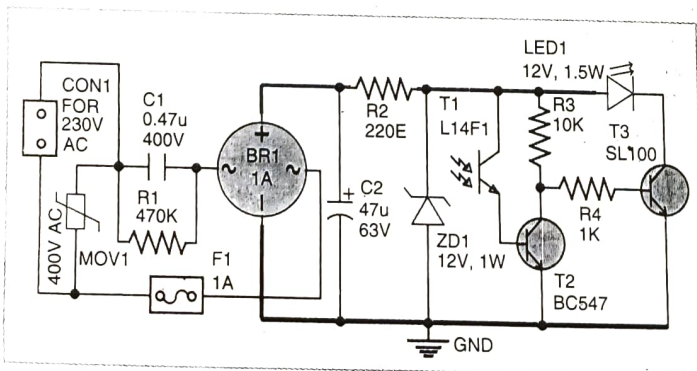 CON1
FOR
230V
AC
C1
0.47u
400V
R1
470K
400V AC
MOV1
F1
1A
+
BR1
1A
~
~
–
+
C2
47u
63V
R2
220E
T1
L14F1
ZD1
12V, 1W
LED1
12V, 1.5W
R3
10K
T3
SL100
R4
1K
T2
BC547
GND